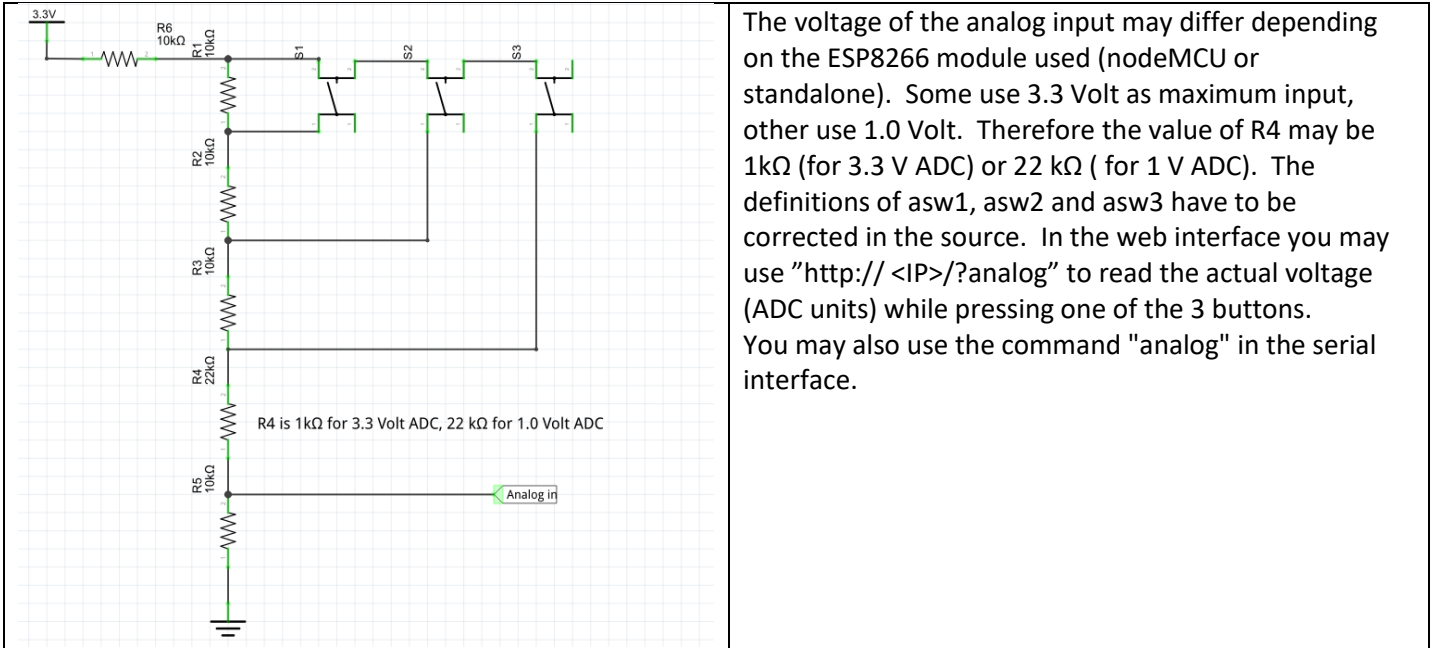 3.3V
R6
10kΩ
R1
10kΩ
S1
S2
S3
R2
10kΩ
R3
10kΩ
R4
22kΩ
R4 is 1kΩ for 3.3 Volt ADC, 22 kΩ for 1.0 Volt ADC
R5
10kΩ
Analog in
The voltage of the analog input may differ depending
on the ESP8266 module used (nodeMCU or
standalone).  Some use 3.3 Volt as maximum input,
other use 1.0 Volt.  Therefore the value of R4 may be
1kΩ (for 3.3 V ADC) or 22 kΩ ( for 1 V ADC).  The
definitions of asw1, asw2 and asw3 have to be
corrected in the source.  In the web interface you may
use ”http:// <IP>/?analog” to read the actual voltage
(ADC units) while pressing one of the 3 buttons.
You may also use the command "analog" in the serial
interface.